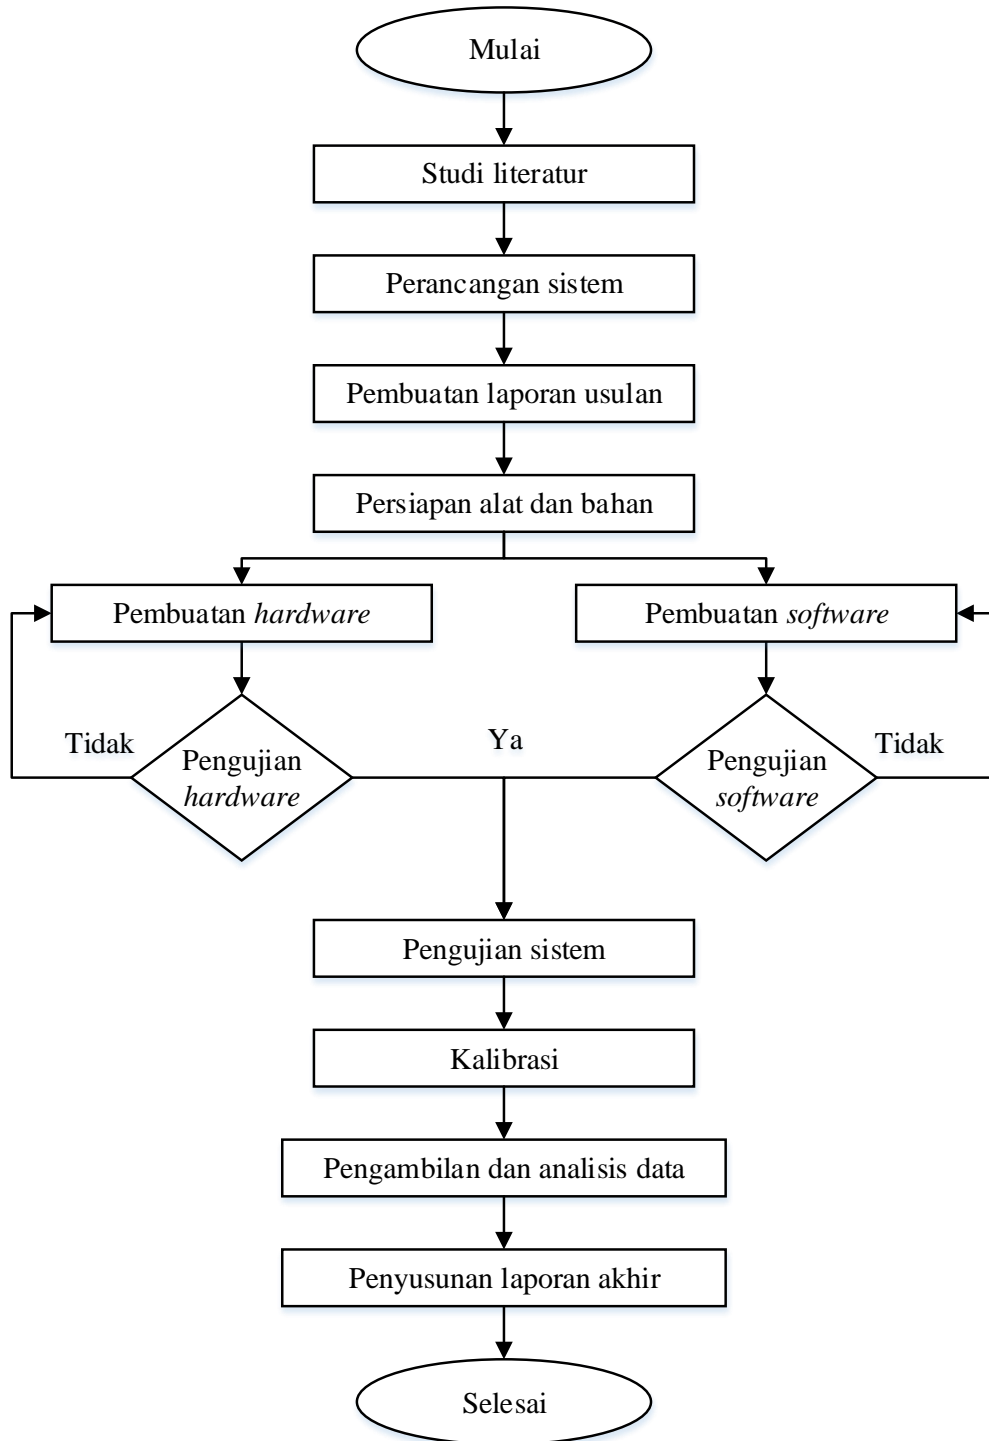 Mulai
Studi literatur
Perancangan sistem
Pembuatan laporan usulan
Persiapan alat dan bahan
Pembuatan hardware
Pembuatan software
Tidak
Pengujian
hardware
Ya
Pengujian
software
Tidak
Pengujian sistem
Kalibrasi
Pengambilan dan analisis data
Penyusunan laporan akhir
Selesai